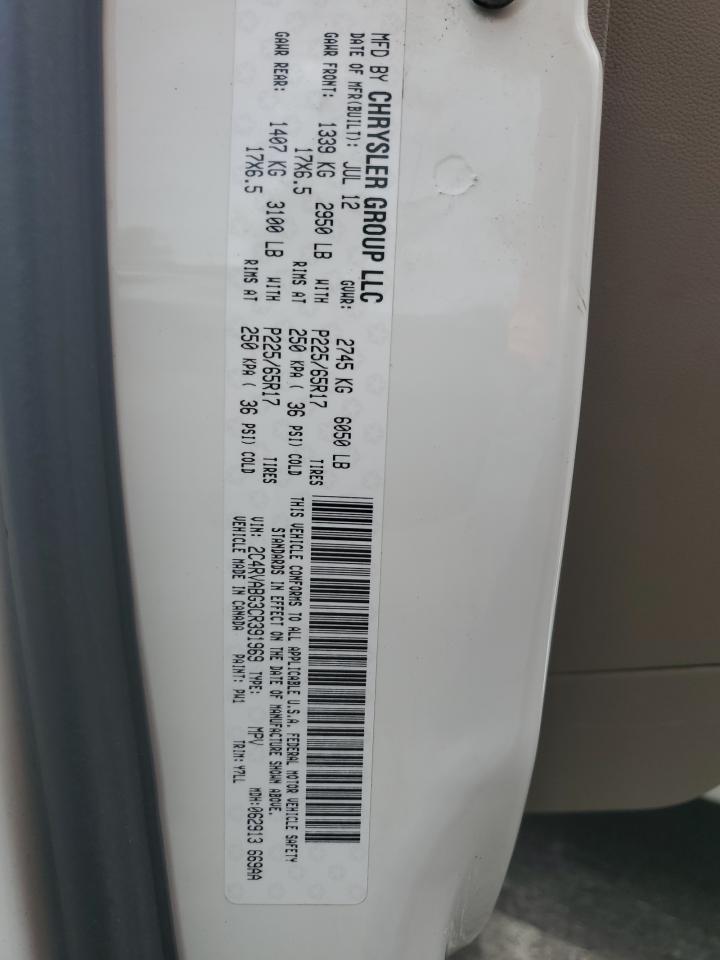 MFD BY CHRYSLER GROUP LLC
DATE OF MFR(BUILT): JUL 12 GVWR: 2745 KG 6050 LB
GAWR FRONT: 1339 KG 2950 LB WITH P225/65R17 TIRES
17X6.5 RIMS AT 250 KPA ( 36 PSI) COLD
GAWR REAR: 1407 KG 3100 LB WITH P225/65R17 TIRES
17X6.5 RIMS AT 250 KPA ( 36 PSI) COLD
THIS VEHICLE CONFORMS TO ALL APPLICABLE U.S.A. FEDERAL MOTOR VEHICLE SAFETY
STANDARDS IN EFFECT ON THE DATE OF MANUFACTURE SHOWN ABOVE.
VIN: 2C4RVABG3CR391969 TYPE: MPV MDH:062913 669AA
VEHICLE MADE IN CANADA PAINT: PW1 TRIM: Y7LL